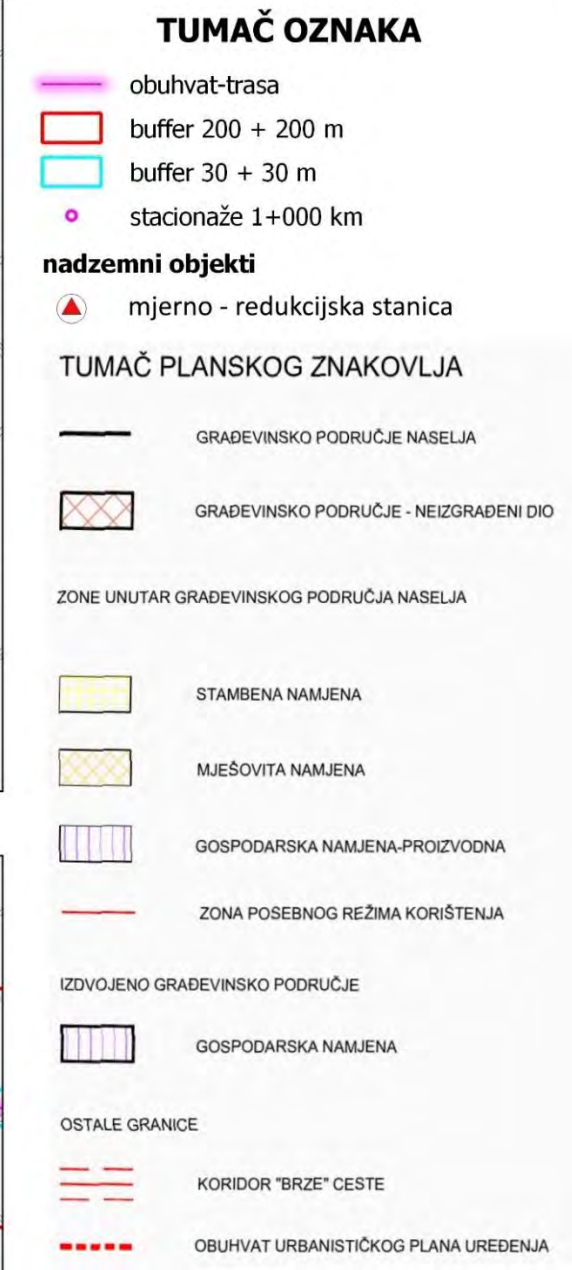 TUMAČ OZNAKA
obuhvat-trasa
buffer 200 + 200 m
buffer 30 + 30 m
stacionaže 1+000 km
nadzemni objekti
mjerno - redukcijska stanica
TUMAČ PLANSKOG ZNAKOVLJA
GRAĐEVINSKO PODRUČJE NASELJA
GRAĐEVINSKO PODRUČJE - NEIZGRAĐENI DIO
ZONE UNUTAR GRAĐEVINSKOG PODRUČJA NASELJA
STAMBENA NAMJENA
MJEŠOVITA NAMJENA
GOSPODARSKA NAMJENA-PROIZVODNA
ZONA POSEBNOG REŽIMA KORIŠTENJA
IZDVOJENO GRAĐEVINSKO PODRUČJE
GOSPODARSKA NAMJENA
OSTALE GRANICE
KORIDOR "BRZE" CESTE
OBUHVAT URBANISTIČKOG PLANA UREĐENJA